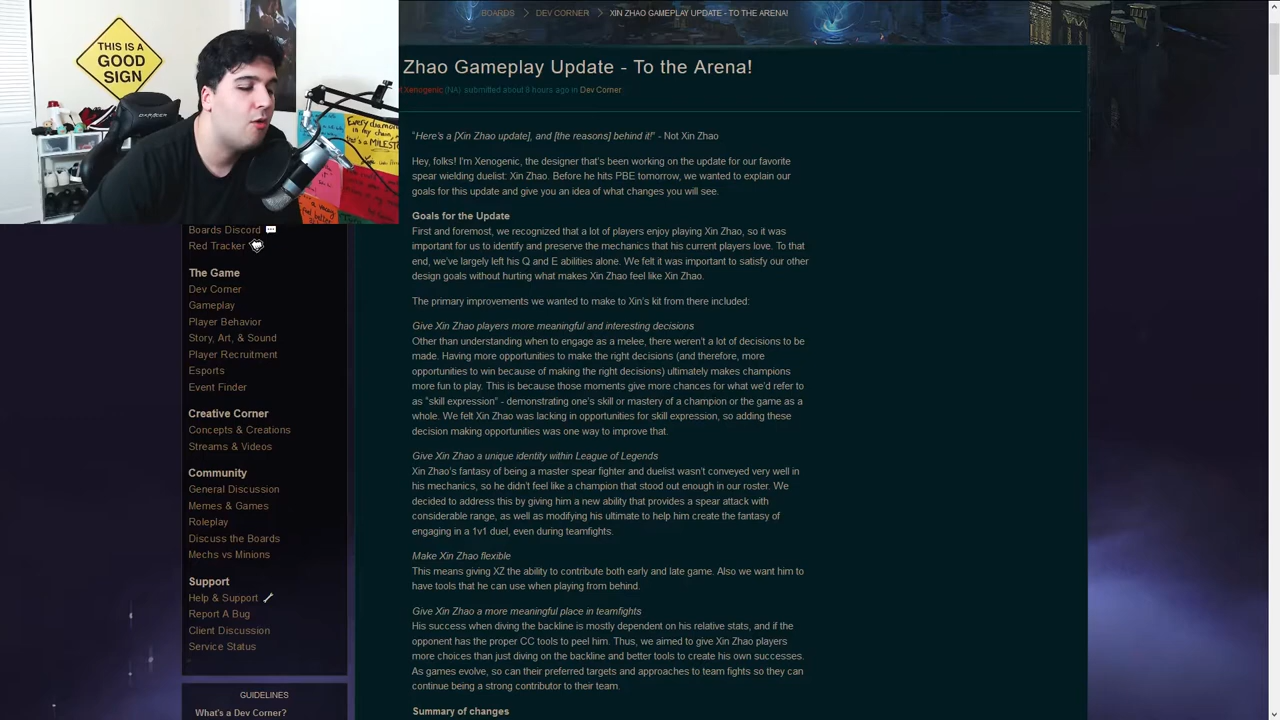 BOARDS
DEV CORNER
XIN ZHAO GAMEPLAY UPDATE - TO THE ARENA!
THIS IS A
GOOD
SIGN
Zhao Gameplay Update - To the Arena!
Xenogenic (NA) submitted about 8 hours ago in Dev Corner
"Here's a [Xin Zhao update], and [the reasons] behind it!" - Not Xin Zhao
Hey, folks! I'm Xenogenic, the designer that's been working on the update for our favorite
spear wielding duelist: Xin Zhao. Before he hits PBE tomorrow, we wanted to explain our
goals for this update and give you an idea of what changes you will see.
Goals for the Update
First and foremost, we recognized that a lot of players enjoy playing Xin Zhao, so it was
important for us to identify and preserve the mechanics that his current players love. To that
end, we've largely left his Q and E abilities alone. We felt it was important to satisfy our other
design goals without hurting what makes Xin Zhao feel like Xin Zhao.
The primary improvements we wanted to make to Xin's kit from there included:
Give Xin Zhao players more meaningful and interesting decisions
Other than understanding when to engage as a melee, there weren't a lot of decisions to be
made. Having more opportunities to make the right decisions (and therefore, more
opportunities to win because of making the right decisions) ultimately makes champions
more fun to play. This is because those moments give more chances for what we'd refer to
as "skill expression" - demonstrating one's skill or mastery of a champion or the game as a
whole. We felt Xin Zhao was lacking in opportunities for skill expression, so adding these
decision making opportunities was one way to improve that.
Give Xin Zhao a unique identity within League of Legends
Xin Zhao's fantasy of being a master spear fighter and duelist wasn't conveyed very well in
his mechanics, so he didn't feel like a champion that stood out enough in our roster. We
decided to address this by giving him a new ability that provides a spear attack with
considerable range, as well as modifying his ultimate to help him create the fantasy of
engaging in a 1v1 duel, even during teamfights.
Make Xin Zhao flexible
This means giving XZ the ability to contribute both early and late game. Also we want him to
have tools that he can use when playing from behind.
Give Xin Zhao a more meaningful place in teamfights
His success when diving the backline is mostly dependent on his relative stats, and if the
opponent has the proper CC tools to peel him. Thus, we aimed to give Xin Zhao players
more choices than just diving on the backline and better tools to create his own successes.
As games evolve, so can their preferred targets and approaches to team fights so they can
continue being a strong contributor to their team.
Summary of changes
Boards Discord
Red Tracker
The Game
Dev Corner
Gameplay
Player Behavior
Story, Art, & Sound
Player Recruitment
Esports
Event Finder
Creative Corner
Concepts & Creations
Streams & Videos
Community
General Discussion
Memes & Games
Roleplay
Discuss the Boards
Mechs vs Minions
Support
Help & Support
Report A Bug
Client Discussion
Service Status
GUIDELINES
What's a Dev Corner?